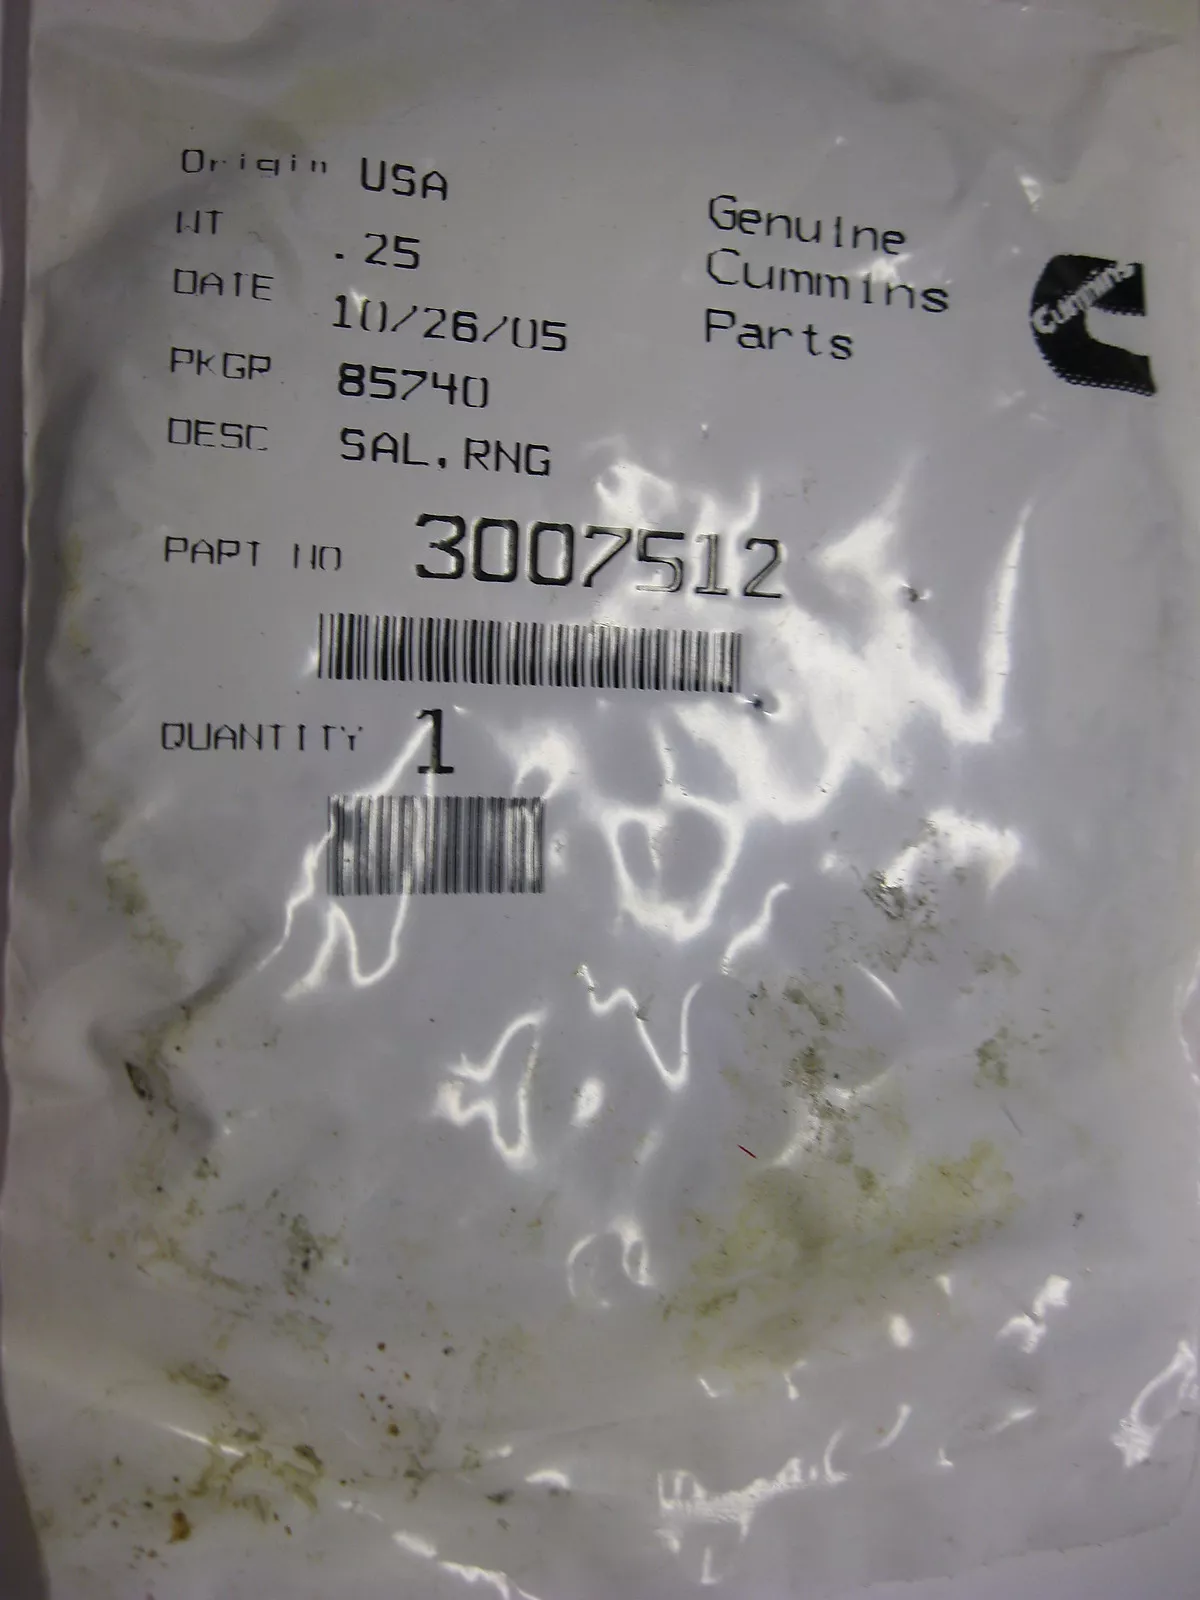 Origin USA
WT .25
DATE 10/26/05
PKGP 85740
DESC SAL,RNG
Genuine
Cummins
Parts
Cummins
PART NO 3007512
QUANTITY 1